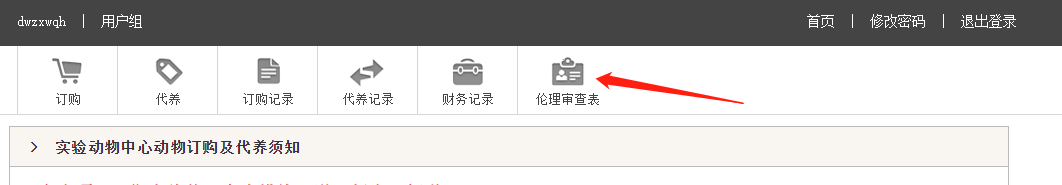 dwzxwqh | 用户组 首页 | 修改密码 | 退出登录
订购 代养 订购记录 代养记录 财务记录 伦理审查表
实验动物中心动物订购及代养须知